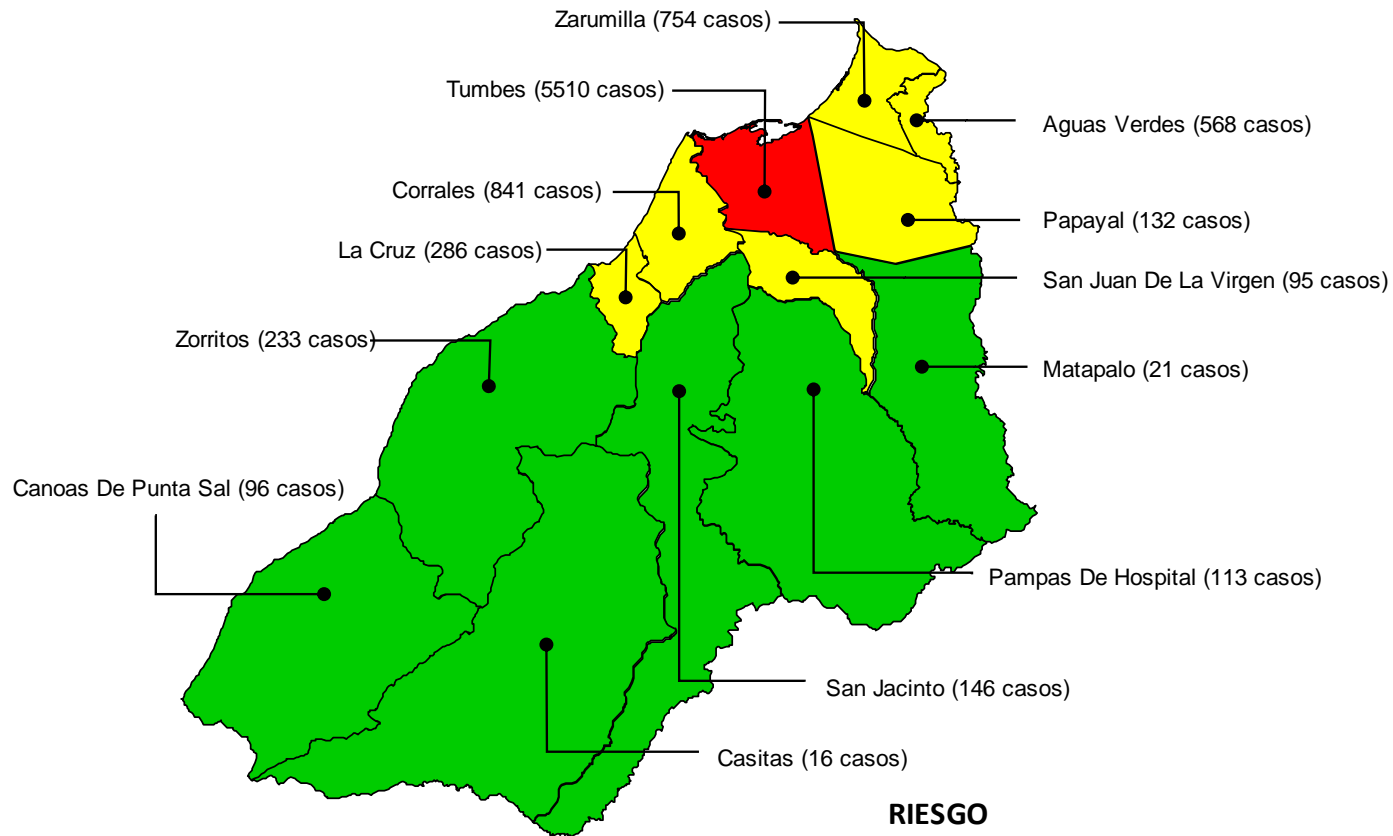 Zarumilla (754 casos)
Tumbes (5510 casos)
Aguas Verdes (568 casos)
Corrales (841 casos)
Papayal (132 casos)
La Cruz (286 casos)
San Juan De La Virgen (95 casos)
Zorritos (233 casos)
Matapalo (21 casos)
Canoas De Punta Sal (96 casos)
Pampas De Hospital (113 casos)
San Jacinto (146 casos)
Casitas (16 casos)
RIESGO